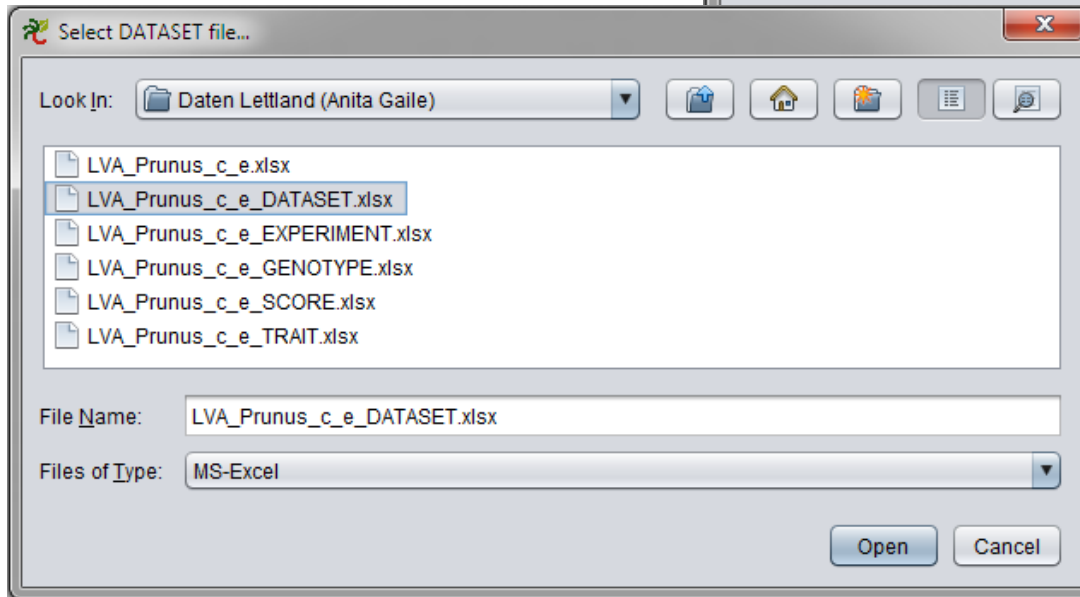 Select DATASET file...
Look In: Daten Lettland (Anita Gaile)
LVA_Prunus_c_e.xlsx
LVA_Prunus_c_e_DATASET.xlsx
LVA_Prunus_c_e_EXPERIMENT.xlsx
LVA_Prunus_c_e_GENOTYPE.xlsx
LVA_Prunus_c_e_SCORE.xlsx
LVA_Prunus_c_e_TRAIT.xlsx
File Name: LVA_Prunus_c_e_DATASET.xlsx
Files of Type: MS-Excel
Open Cancel